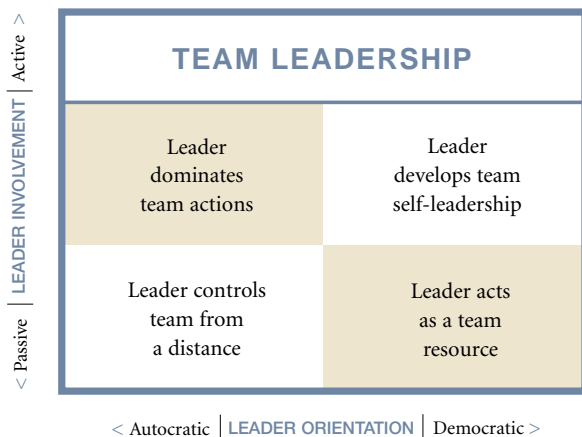 TEAM LEADERSHIP
Leader
dominates
team actions
Leader
develops team
self-leadership
Leader controls
team from
a distance
Leader acts
as a team
resource
< Passive | LEADER INVOLVEMENT | Active >
< Autocratic | LEADER ORIENTATION | Democratic >